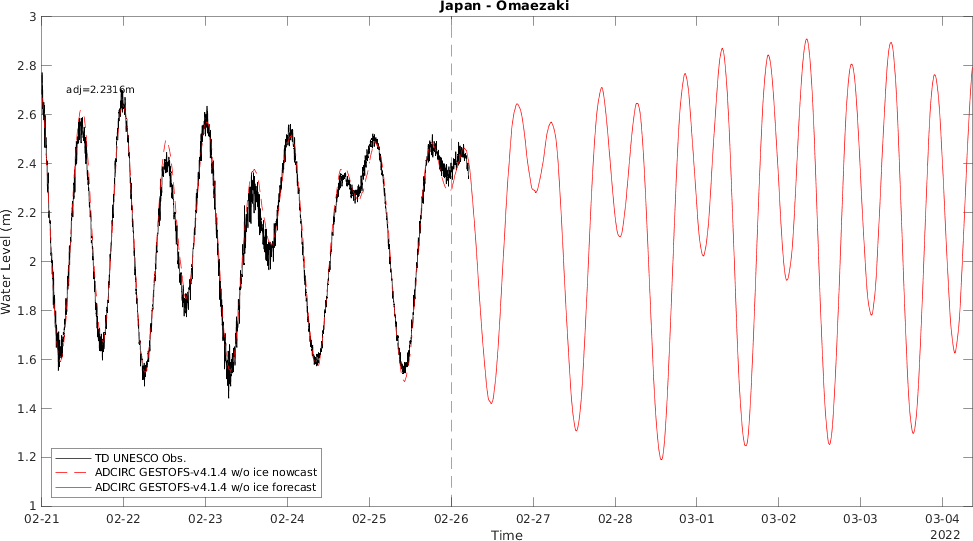 Japan - Omaezaki
3
2.8
adj=2.2316m
2.6
2.4
2.2
2
1.8
1.6
1.4
1.2
1
Water Level (m)
TD UNESCO Obs.
ADCIRC GESTOFS-v4.1.4 w/o ice nowcast
ADCIRC GESTOFS-v4.1.4 w/o ice forecast
02-21 02-22 02-23 02-24 02-25 02-26 02-27 02-28 03-01 03-02 03-03 03-04
Time
2022